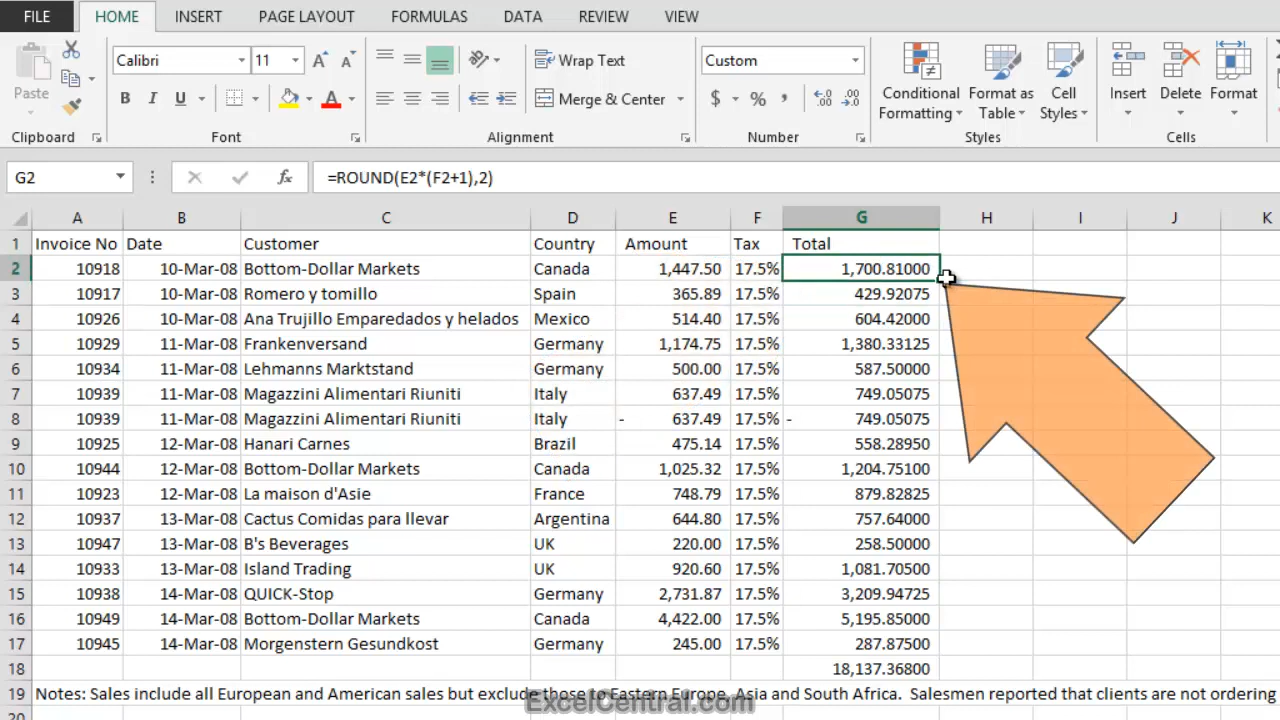 FILE HOME INSERT PAGE LAYOUT FORMULAS DATA REVIEW VIEW
Calibri 11 A A Wrap Text Custom
Paste B I U A Merge & Center $ % , .00 .0 Conditional Formatting Format as Table Cell Styles Insert Delete Format
Clipboard Font Alignment Number Styles Cells
G2 fx =ROUND(E2*(F2+1),2)
A B C D E F G H I J K
1 Invoice No Date Customer Country Amount Tax Total
2 10918 10-Mar-08 Bottom-Dollar Markets Canada 1,447.50 17.5% 1,700.81000
3 10917 10-Mar-08 Romero y tomillo Spain 365.89 17.5% 429.92075
4 10926 10-Mar-08 Ana Trujillo Emparedados y helados Mexico 514.40 17.5% 604.42000
5 10929 11-Mar-08 Frankenversand Germany 1,174.75 17.5% 1,380.33125
6 10934 11-Mar-08 Lehmanns Marktstand Germany 500.00 17.5% 587.50000
7 10939 11-Mar-08 Magazzini Alimentari Riuniti Italy 637.49 17.5% 749.05075
8 10939 11-Mar-08 Magazzini Alimentari Riuniti Italy - 637.49 17.5% - 749.05075
9 10925 12-Mar-08 Hanari Carnes Brazil 475.14 17.5% 558.28950
10 10944 12-Mar-08 Bottom-Dollar Markets Canada 1,025.32 17.5% 1,204.75100
11 10923 12-Mar-08 La maison d'Asie France 748.79 17.5% 879.82825
12 10937 13-Mar-08 Cactus Comidas para llevar Argentina 644.80 17.5% 757.64000
13 10947 13-Mar-08 B's Beverages UK 220.00 17.5% 258.50000
14 10933 13-Mar-08 Island Trading UK 920.60 17.5% 1,081.70500
15 10938 14-Mar-08 QUICK-Stop Germany 2,731.87 17.5% 3,209.94725
16 10949 14-Mar-08 Bottom-Dollar Markets Canada 4,422.00 17.5% 5,195.85000
17 10945 14-Mar-08 Morgenstern Gesundkost Germany 245.00 17.5% 287.87500
18 18,137.36800
19 Notes: Sales include all European and American sales but exclude those to Eastern Europe, Asia and South Africa. Salesmen reported that clients are not ordering
ExcelCentral.com